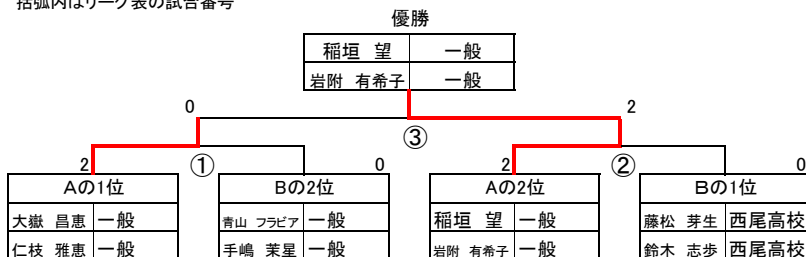 括弧内はリーグ表の試合番号
優勝
稲垣 望 一般
岩附 有希子 一般
0 2
③
2 ① 0 2 ② 0
Aの1位 Bの2位 Aの2位 Bの1位
大嶽 昌恵 一般 青山 フラビア 一般 稲垣 望 一般 藤松 芽生 西尾高校
仁枝 雅恵 一般 手嶋 茉星 一般 岩附 有希子 一般 鈴木 志歩 西尾高校